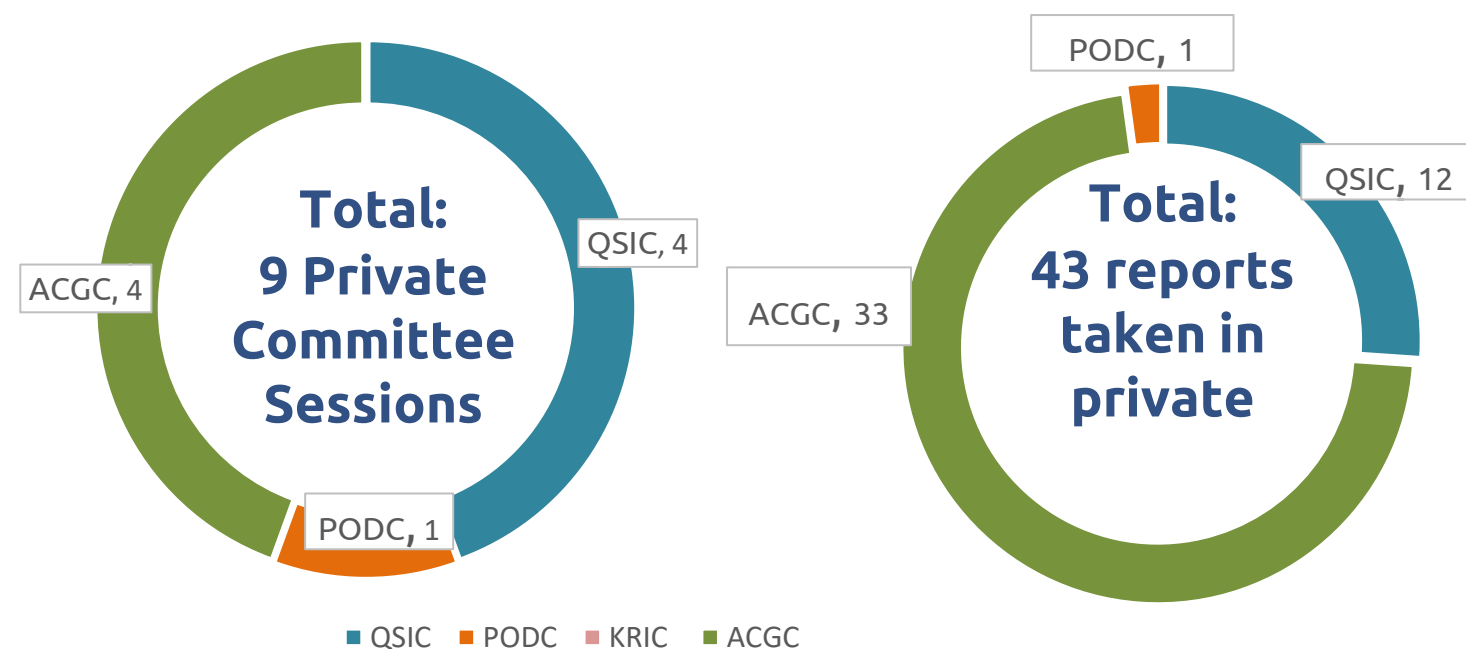 Total:
9 Private
Committee
Sessions
QSIC, 4
ACGC, 4
PODC, 1
PODC, 1
QSIC, 12
Total:
43 reports
taken in
private
ACGC, 33
QSIC PODC KRIC ACGC